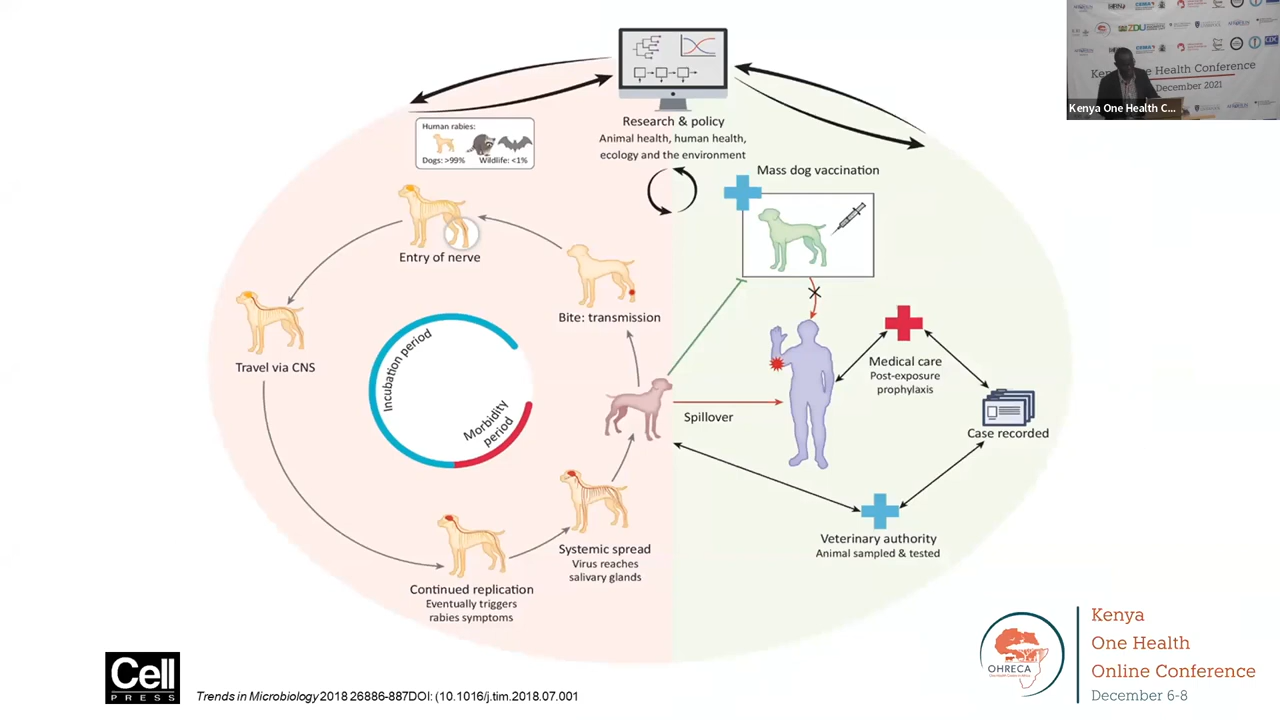 Research & policy
Animal health, human health,
ecology and the environment
Human rabies:
Dogs: >99% Wildlife: <1%
Mass dog vaccination
Entry of nerve
Bite: transmission
Travel via CNS
Incubation period
Morbidity
period
Spillover
Medical care
Post-exposure
prophylaxis
Case recorded
Systemic spread
Virus reaches
salivary glands
Veterinary authority
Animal sampled & tested
Continued replication
Eventually triggers
rabies symptoms
Cell
PRESS
Trends in Microbiology 2018 26886-887DOI: (10.1016/j.tim.2018.07.001
OHRECA
Kenya
One Health
Online Conference
December 6-8
ZDU
One Health Conference
December 2021
Kenya One Health C...